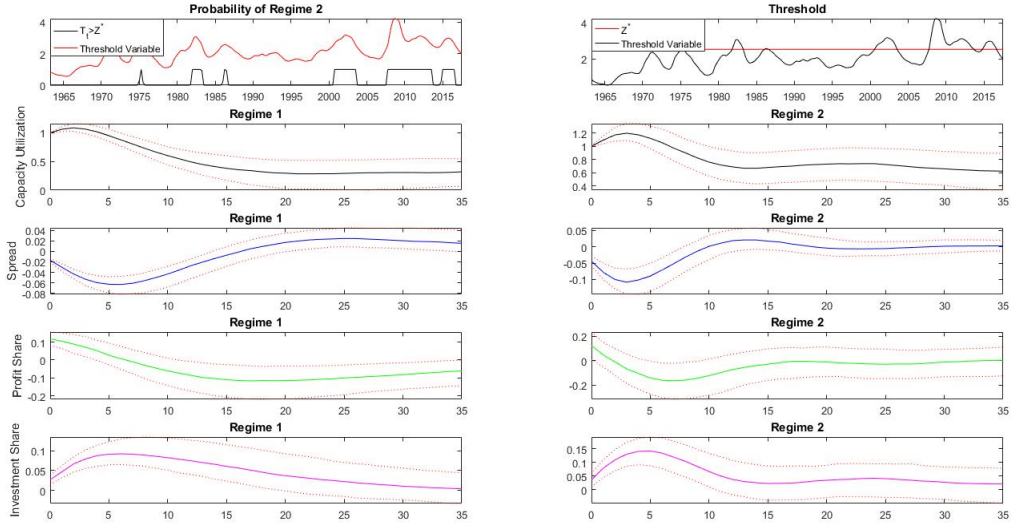 Probability of Regime 2
4
2
0
T_t>Z^*
Threshold Variable
1965 1970 1975 1980 1985 1990 1995 2000 2005 2010 2015
Threshold
4
2
Z^*
Threshold Variable
1965 1970 1975 1980 1985 1990 1995 2000 2005 2010 2015
Regime 1
Capacity Utilization
1
0.5
0
0 5 10 15 20 25 30 35
Regime 2
1.2
1
0.8
0.6
0.4
0 5 10 15 20 25 30 35
Regime 1
Spread
0.04
0.02
0
-0.02
-0.04
-0.06
-0.08
0 5 10 15 20 25 30 35
Regime 2
0.05
0
-0.05
-0.1
0 5 10 15 20 25 30 35
Regime 1
Profit Share
0.1
0
-0.1
-0.2
0 5 10 15 20 25 30 35
Regime 2
0.2
0
-0.2
0 5 10 15 20 25 30 35
Regime 1
Investment Share
0.1
0.05
0
0 5 10 15 20 25 30 35
Regime 2
0.15
0.1
0.05
0
0 5 10 15 20 25 30 35